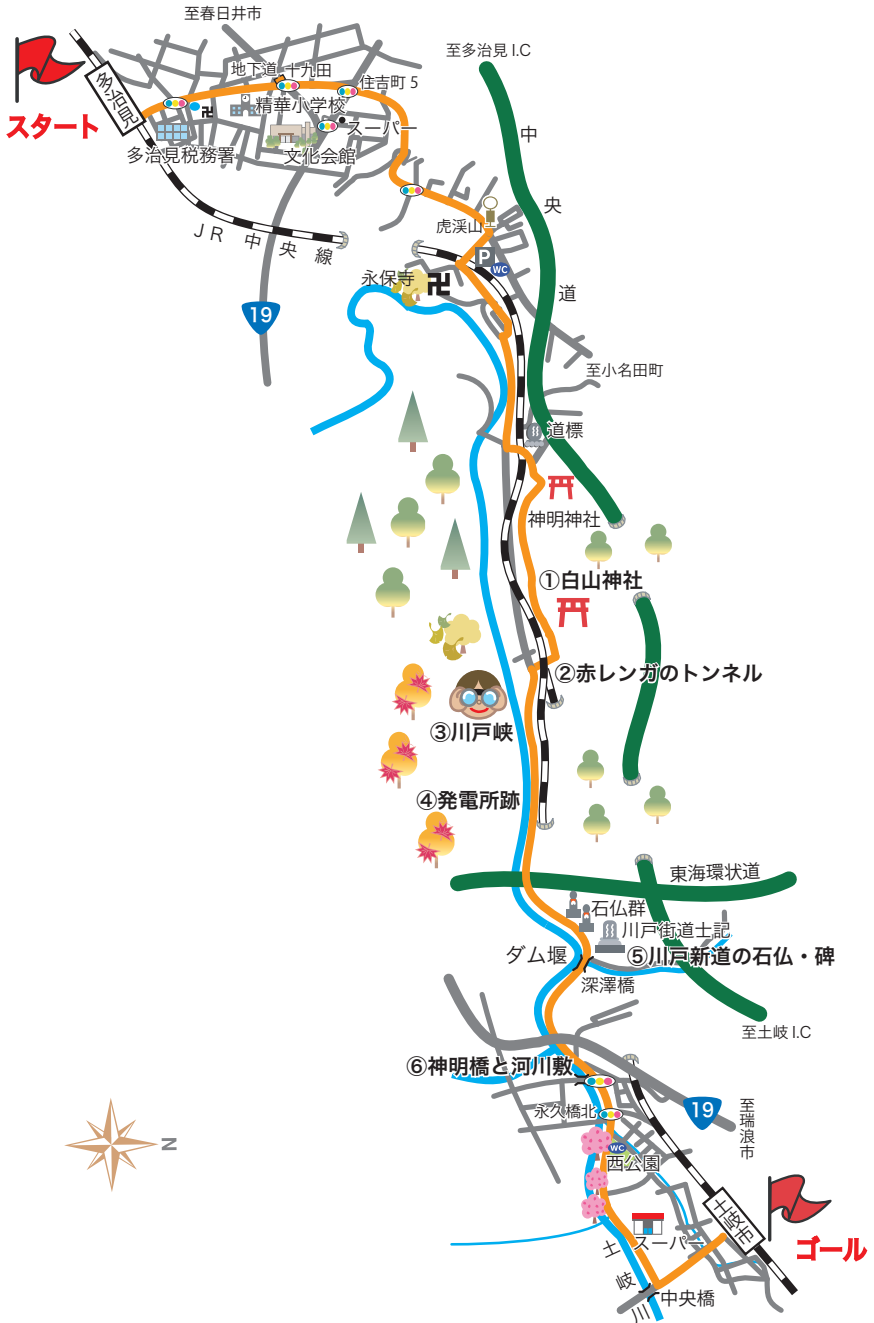 至春日井市
至多治見 I.C
地下道
十九田
住吉町 5
スタート
多治見
精華小学校
スーパー
多治見税務署
文化会館
中央道
虎渓山
JR 中央線
P
WC
永保寺
19
至小名田町
道標
神明神社
①白山神社
②赤レンガのトンネル
③川戸峡
④発電所跡
東海環状道
石仏群
川戸街道士記
ダム堰
⑤川戸新道の石仏・碑
深澤橋
至土岐 I.C
⑥神明橋と河川敷
永久橋北
19
至瑞浪市
N
WC
西公園
土岐市
ゴール
スーパー
土岐川
中央橋